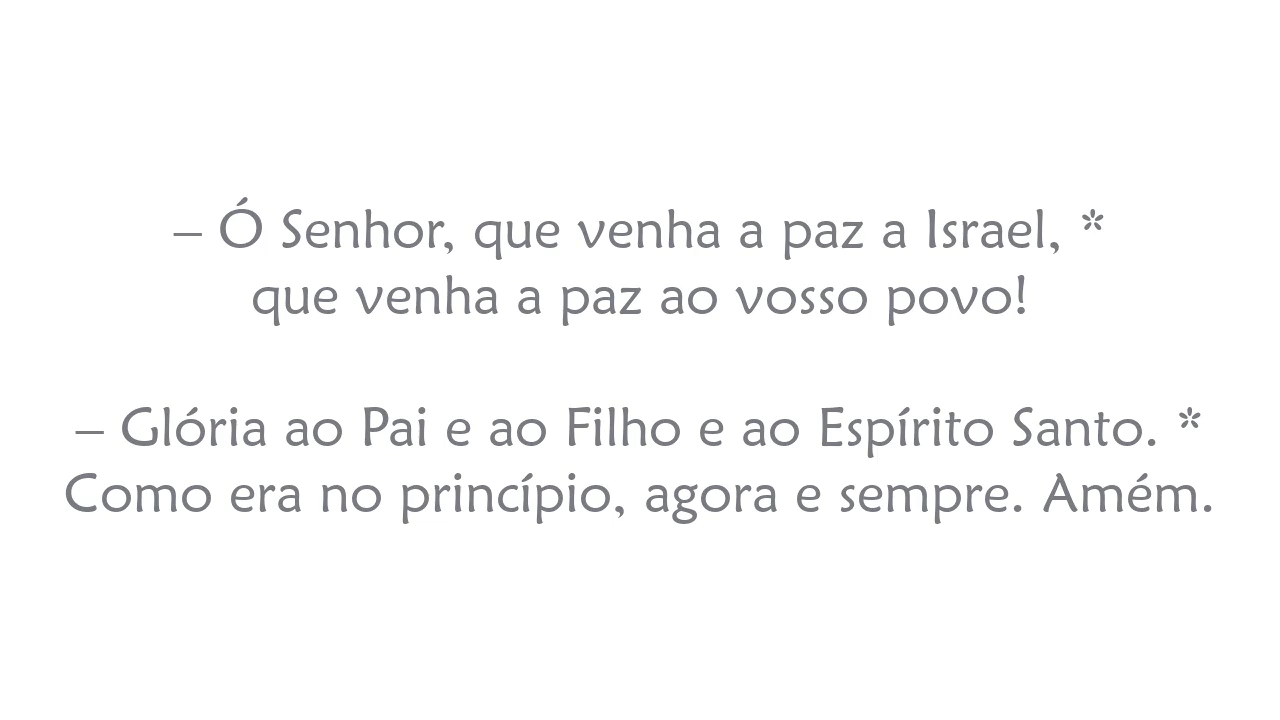 – Ó Senhor, que venha a paz a Israel, *
que venha a paz ao vosso povo!
– Glória ao Pai e ao Filho e ao Espírito Santo. *
Como era no princípio, agora e sempre. Amém.